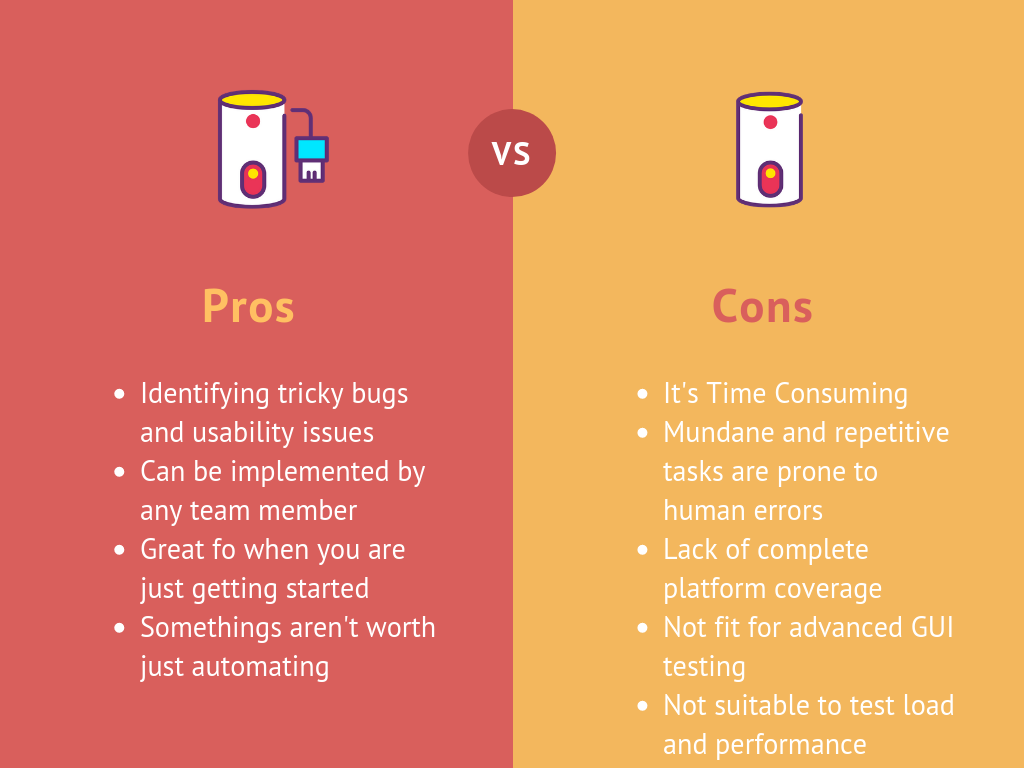 VS
Pros
Identifying tricky bugs
and usability issues
Can be implemented by
any team member
Great fo when you are
just getting started
Somethings aren't worth
just automating
Cons
It's Time Consuming
Mundane and repetitive
tasks are prone to
human errors
Lack of complete
platform coverage
Not fit for advanced GUI
testing
Not suitable to test load
and performance